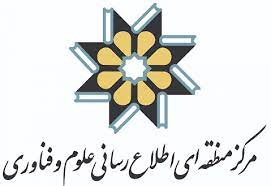 مرکز منطقه ای اطلاع رسانی علوم و فناوری